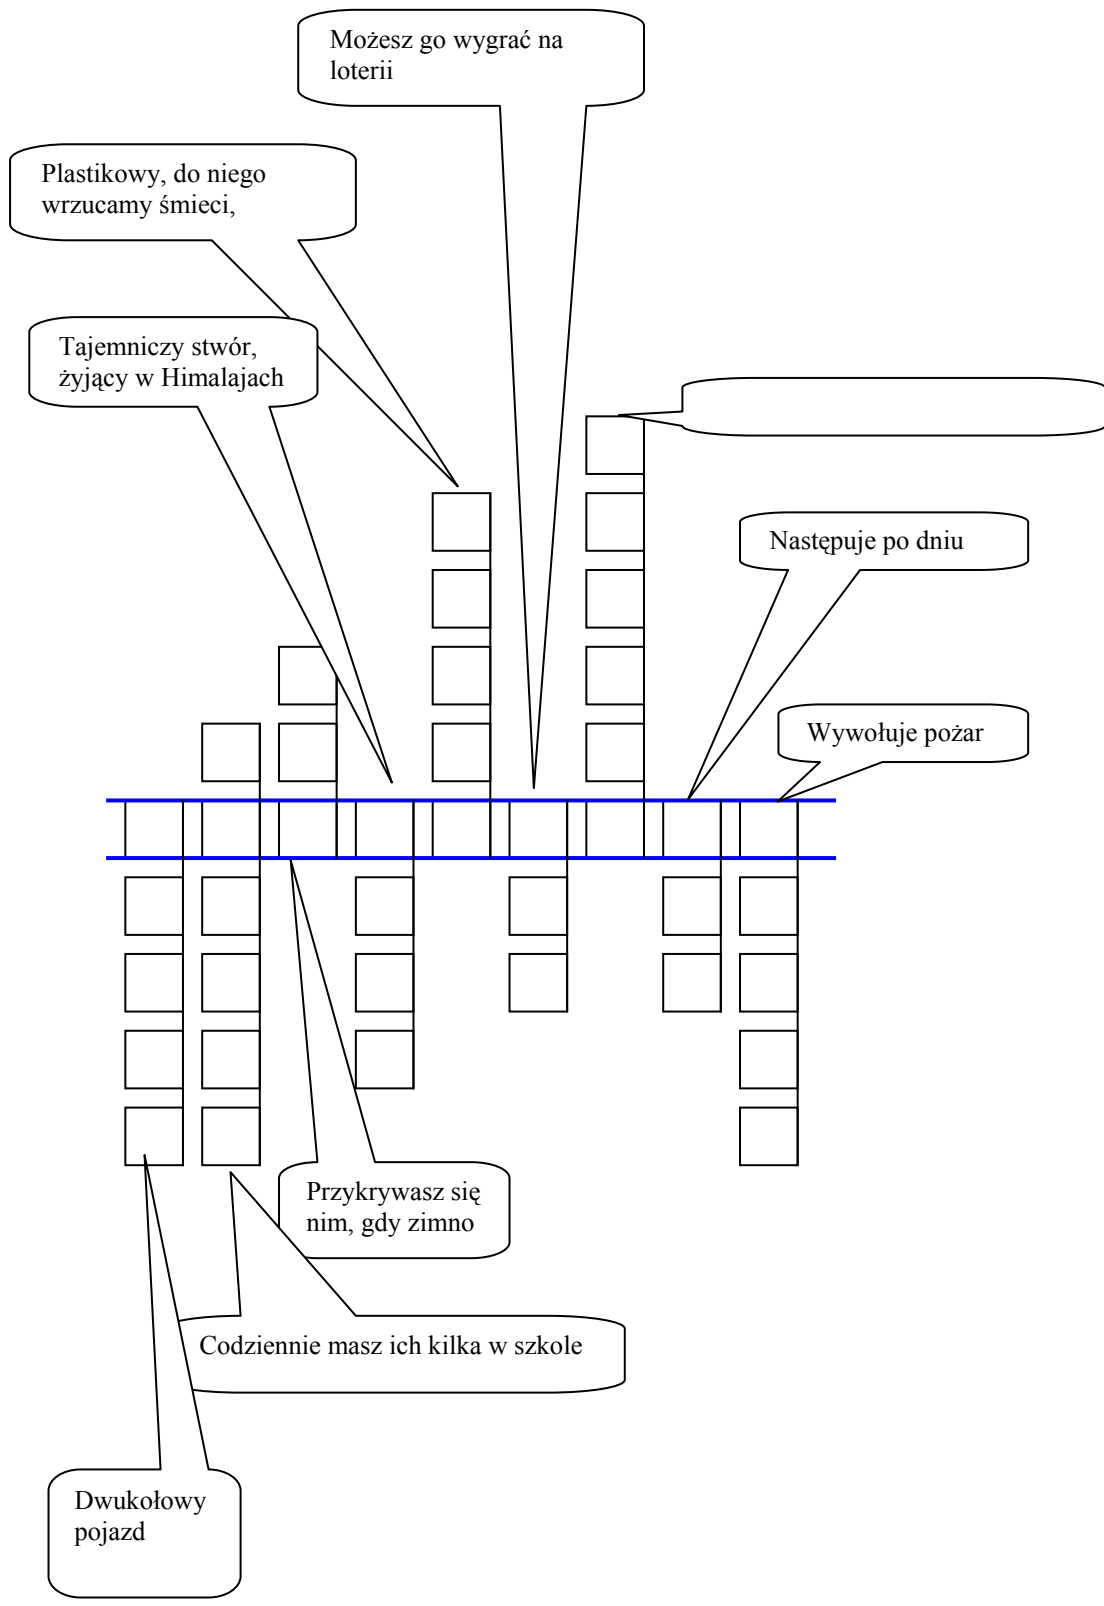 Możesz go wygrać na
loterii
Plastikowy, do niego
wrzucamy śmieci,
Tajemniczy stwór,
żyjący w Himalajach
Następuje po dniu
Wywołuje pożar
Przykrywasz się
nim, gdy zimno
Codziennie masz ich kilka w szkole
Dwukołowy
pojazd